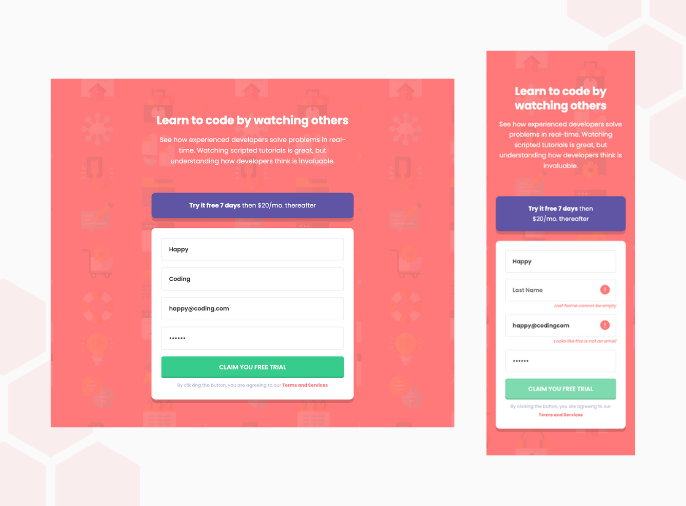 Learn to code by watching others
See how experienced developers solve problems in real-
time. Watching scripted tutorials is great, but
understanding how developers think is invaluable.
Try it free 7 days then $20/mo. thereafter
Happy
Coding
happy@coding.com
••••••
CLAIM YOU FREE TRIAL
By clicking the button, you are agreeing to our Terms and Services
Learn to code by
watching others
See how experienced developers solve
problems in real-time. Watching
scripted tutorials is great, but
understanding how developers think is
invaluable.
Try it free 7 days then
$20/mo. thereafter
Happy
Last Name
!
Last Name cannot be empty
happy@codingcom
!
Looks like this is not an email
••••••
CLAIM YOU FREE TRIAL
By clicking the button, you are agreeing to our
Terms and Services